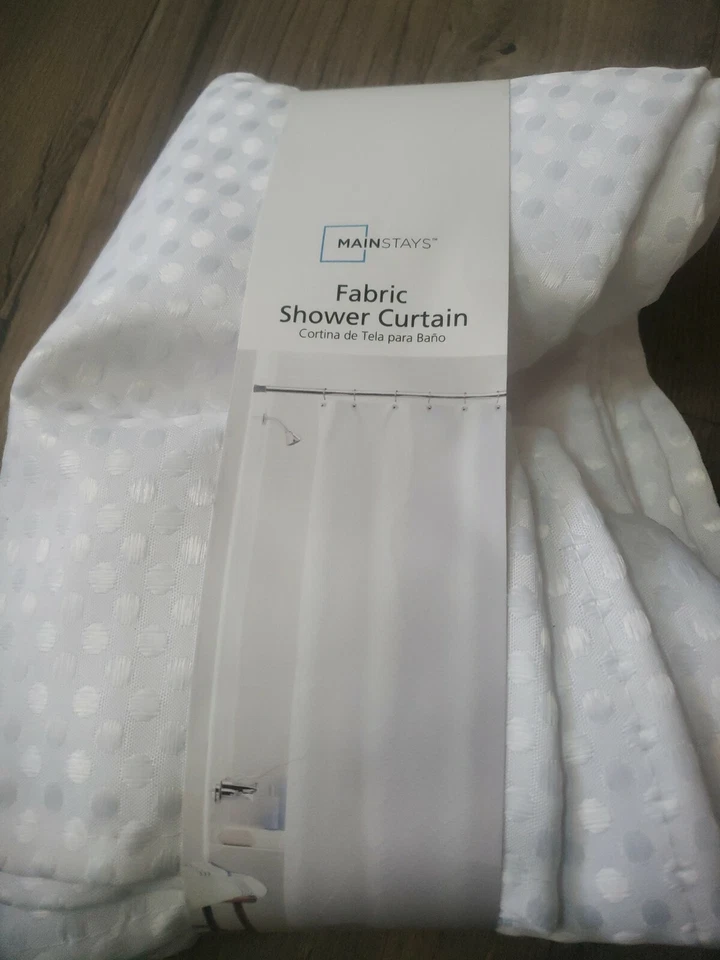 MAINSTAYS™
Fabric
Shower Curtain
Cortina de Tela para Baño